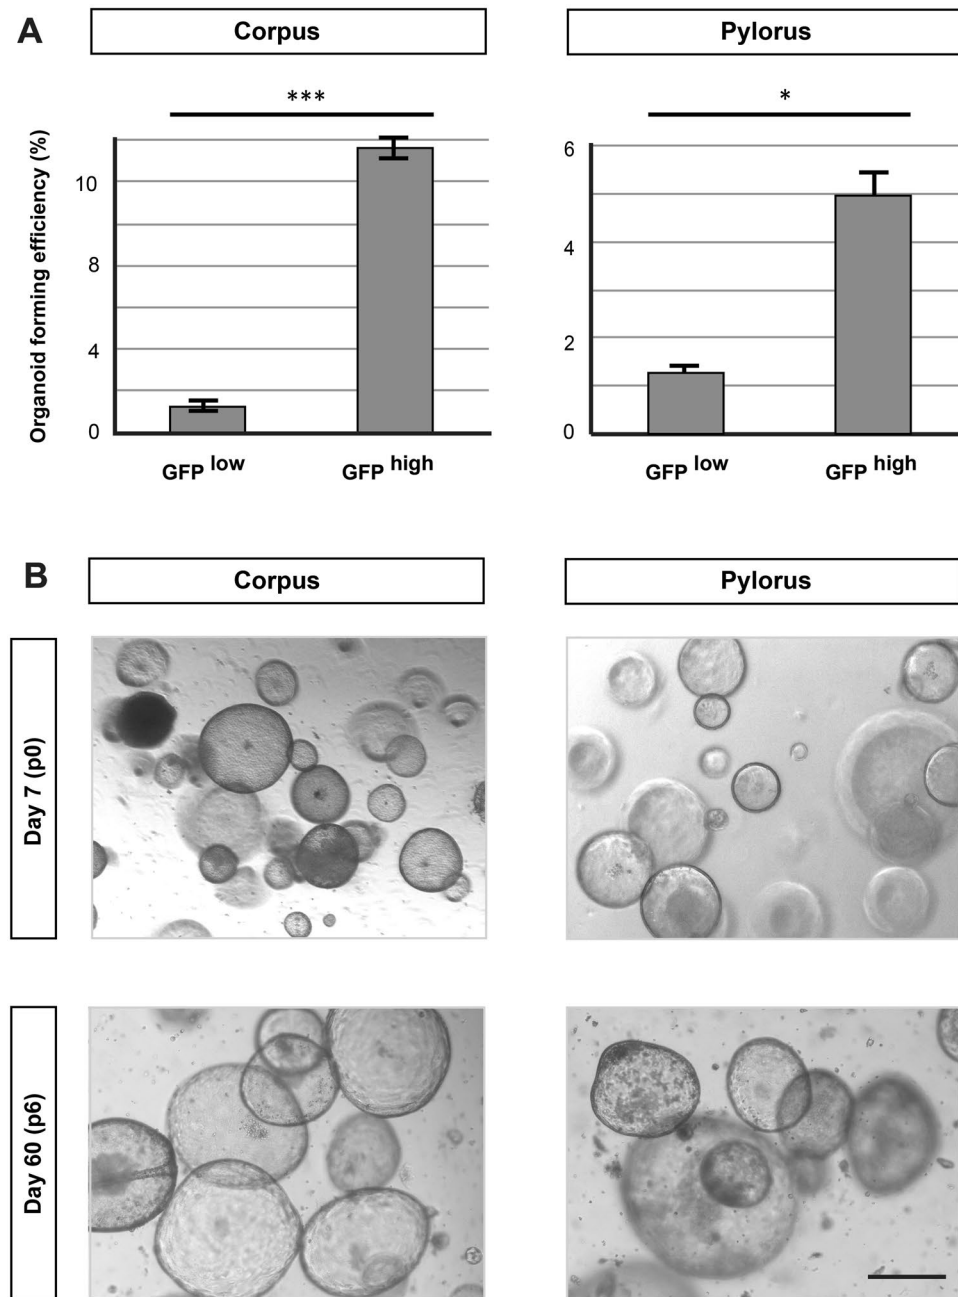 A
Corpus
Pylorus
***
*
Organoid forming efficiency (%)
10
8
4
0
6
4
2
0
GFP low
GFP high
GFP low
GFP high
B
Corpus
Pylorus
Day 7 (p0)
Day 60 (p6)